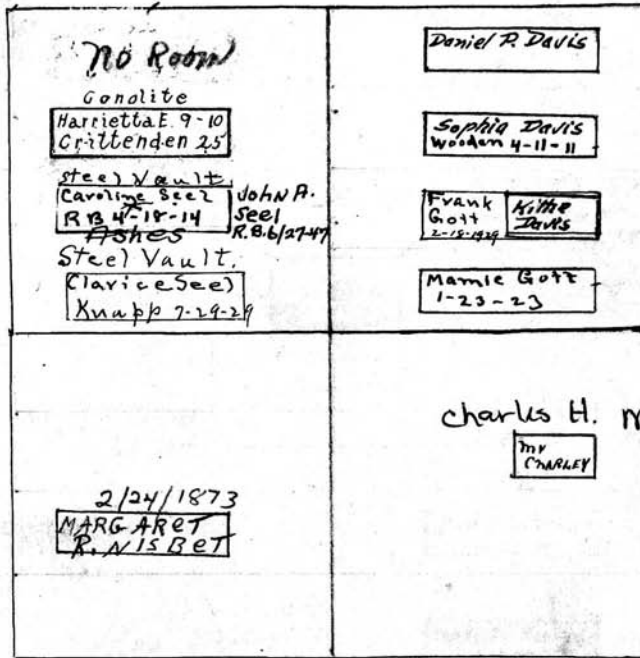 No Room
Conolite
Harrietta E. 9-10
Crittenden 25
Steel Vault
Caroline Seel
R B 4-18-14
John A.
Seel
R.B. 6/27-47
Ashes
Steel Vault.
Clarice Seel
Knapp 7-29-29
Daniel P. Davis
Sophia Davis
Wooden 4-11-11
Frank
Gott
2-18-1929
Kittie
Davis
Mamie Gott
1-23-23
2/24/1873
MARGARET
R. NISBET
Charles H.
Mr
CHARLEY